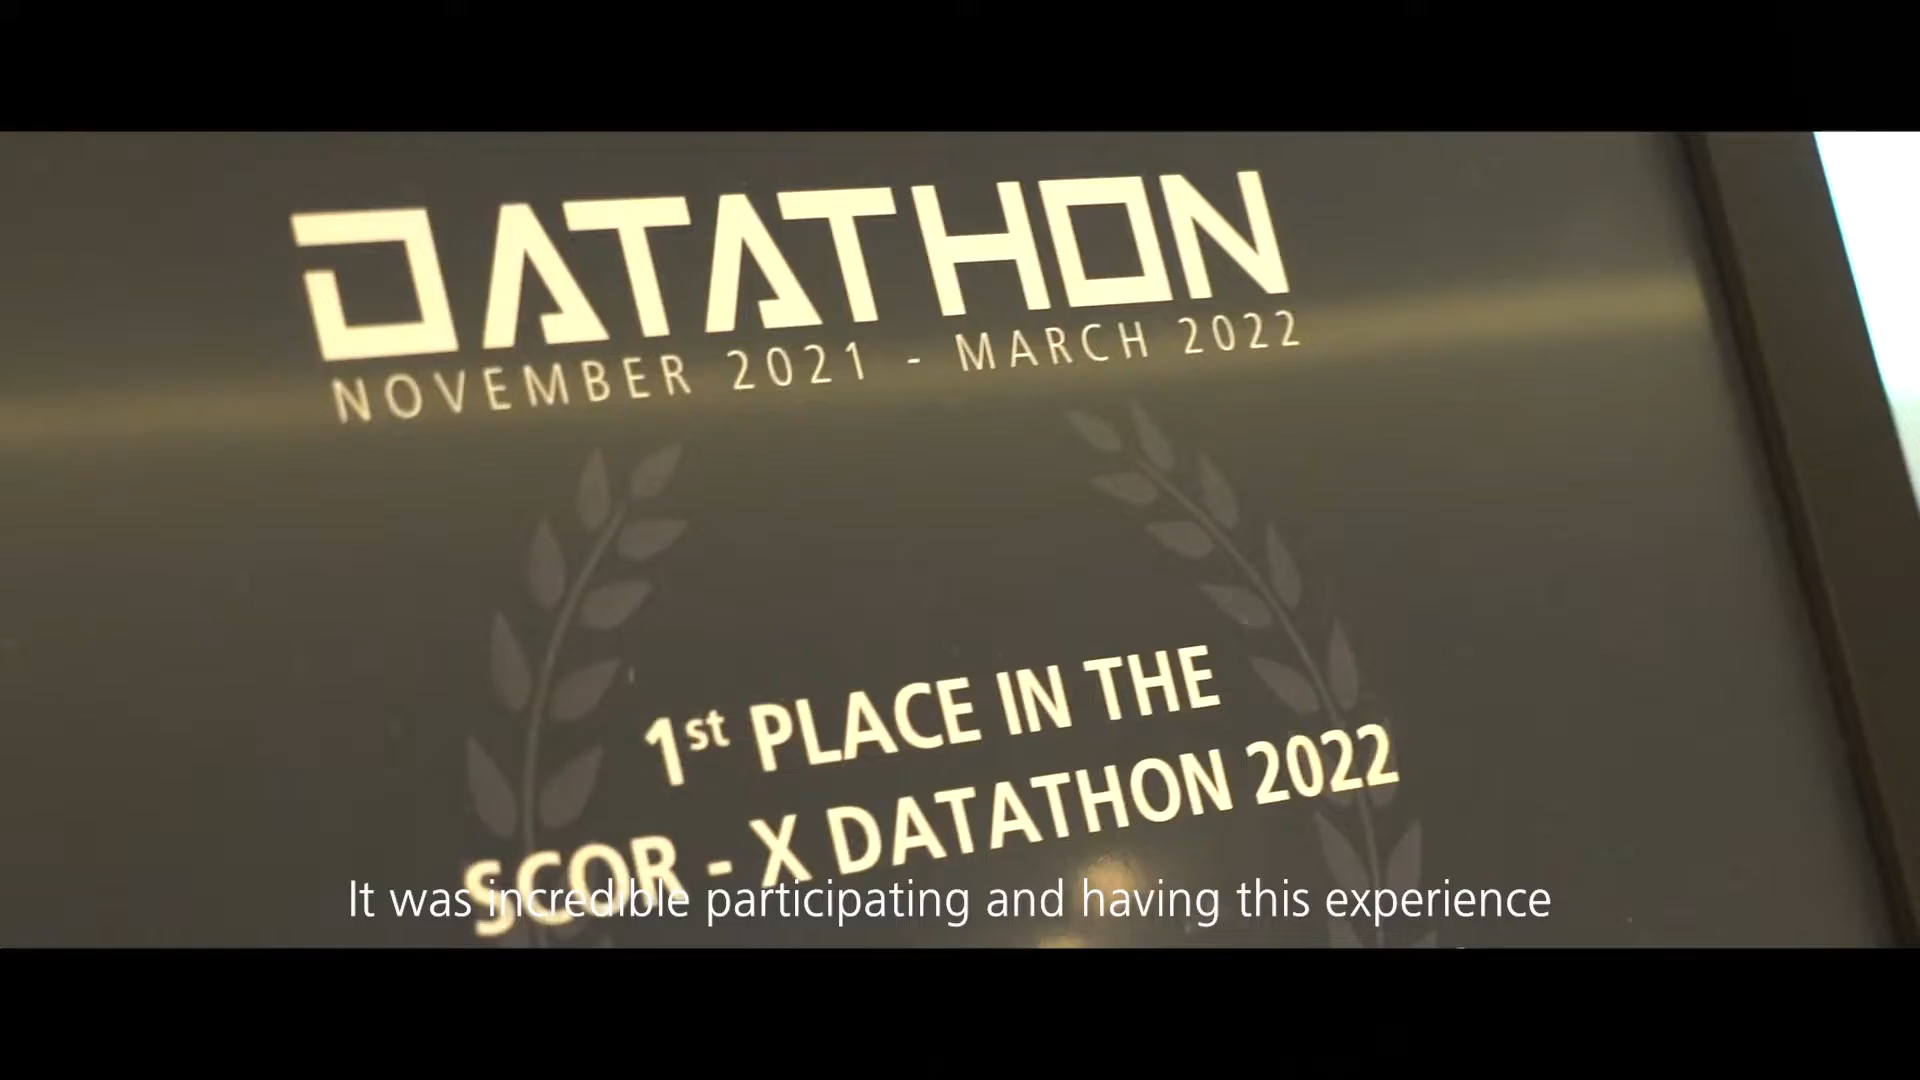 DATATHON
NOVEMBER 2021 - MARCH 2022
1st PLACE IN THE
SCOR - X DATATHON 2022
It was incredible participating and having this experience